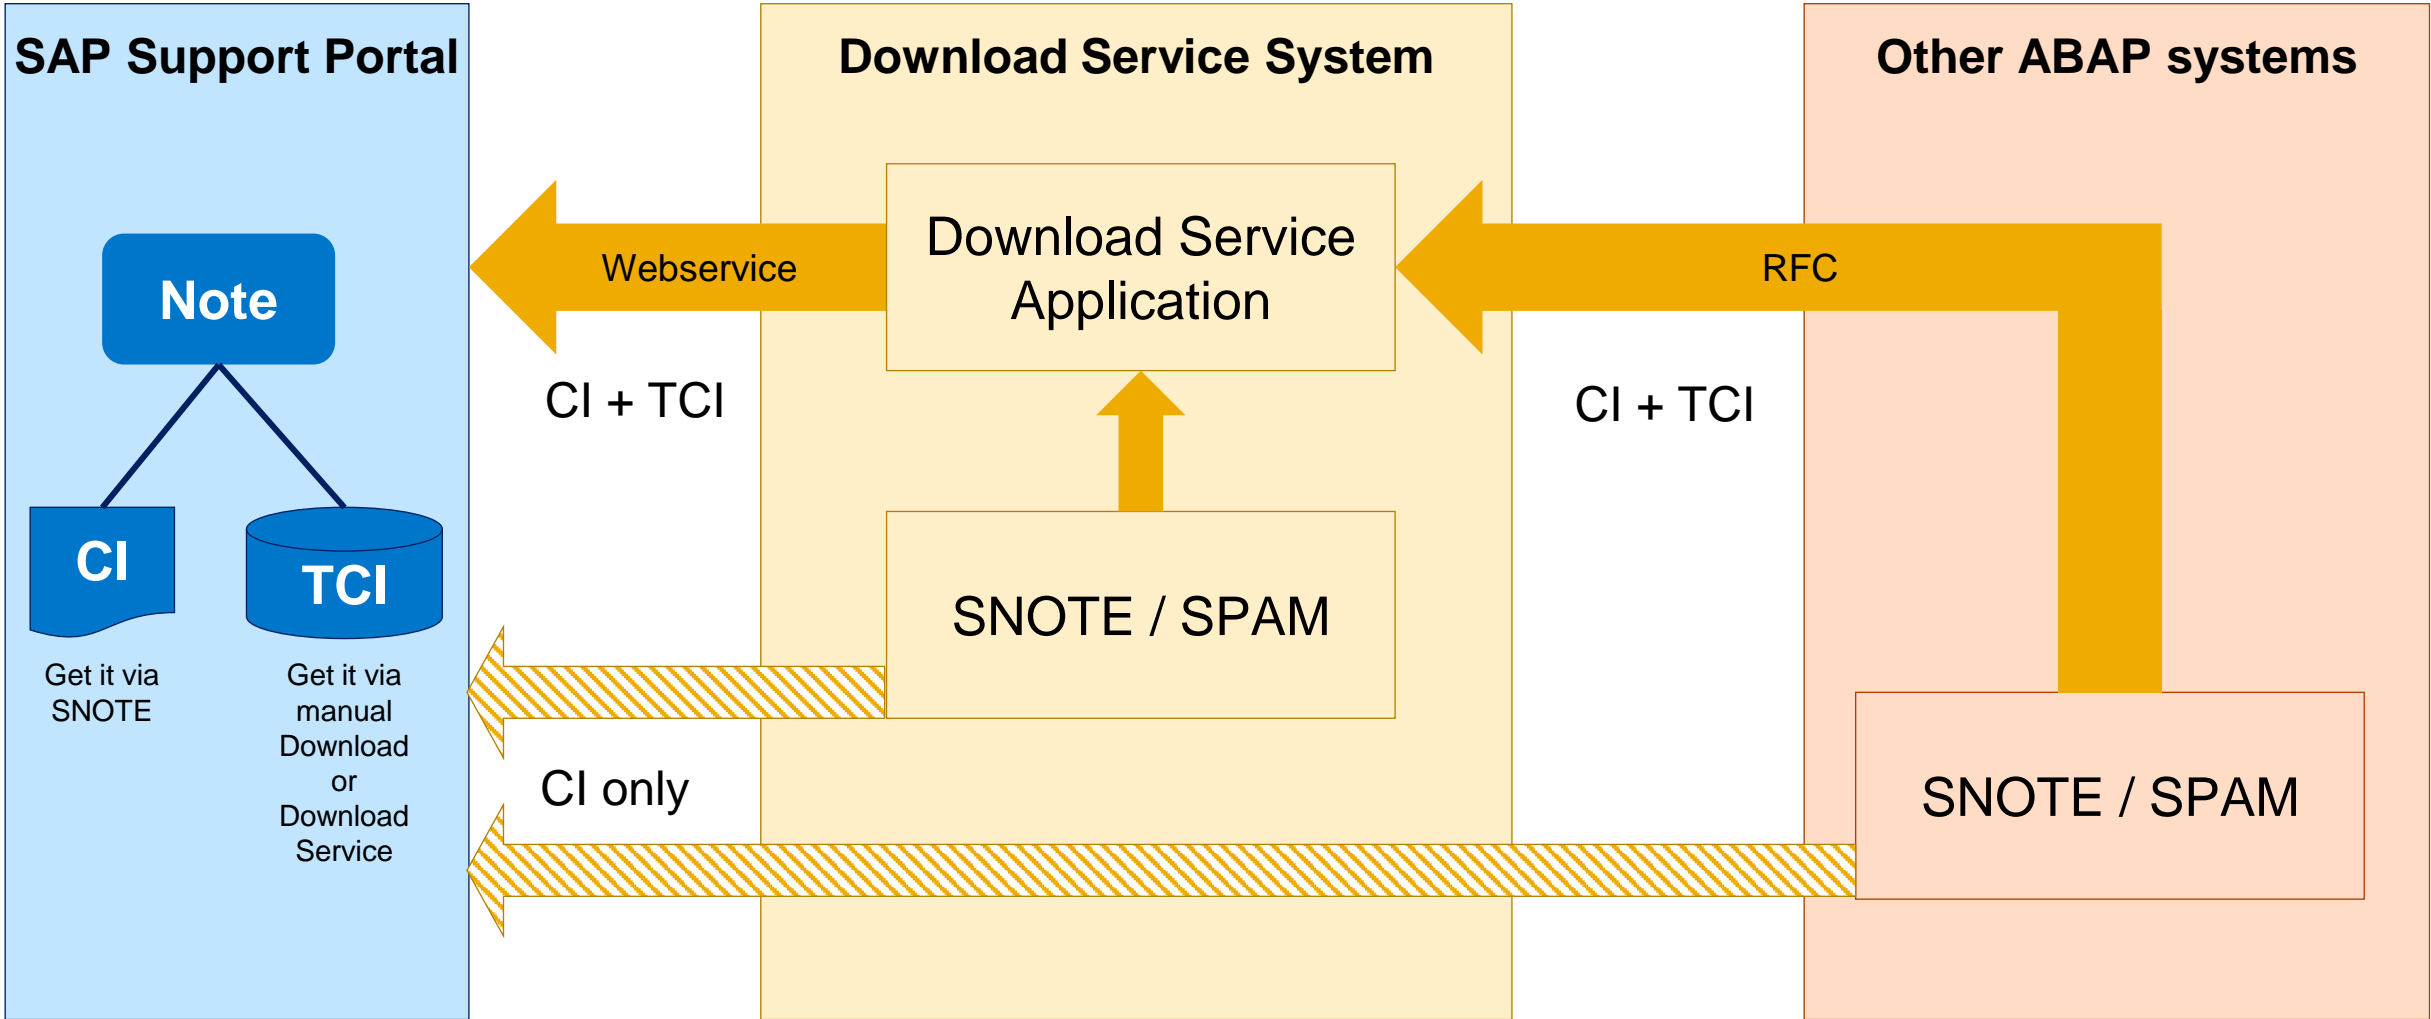 SAP Support Portal
Note
CI
TCI
Get it via
SNOTE
Get it via
manual
Download
or
Download
Service
Webservice
CI + TCI
CI only
Download Service System
Download Service
Application
SNOTE / SPAM
RFC
CI + TCI
Other ABAP systems
SNOTE / SPAM